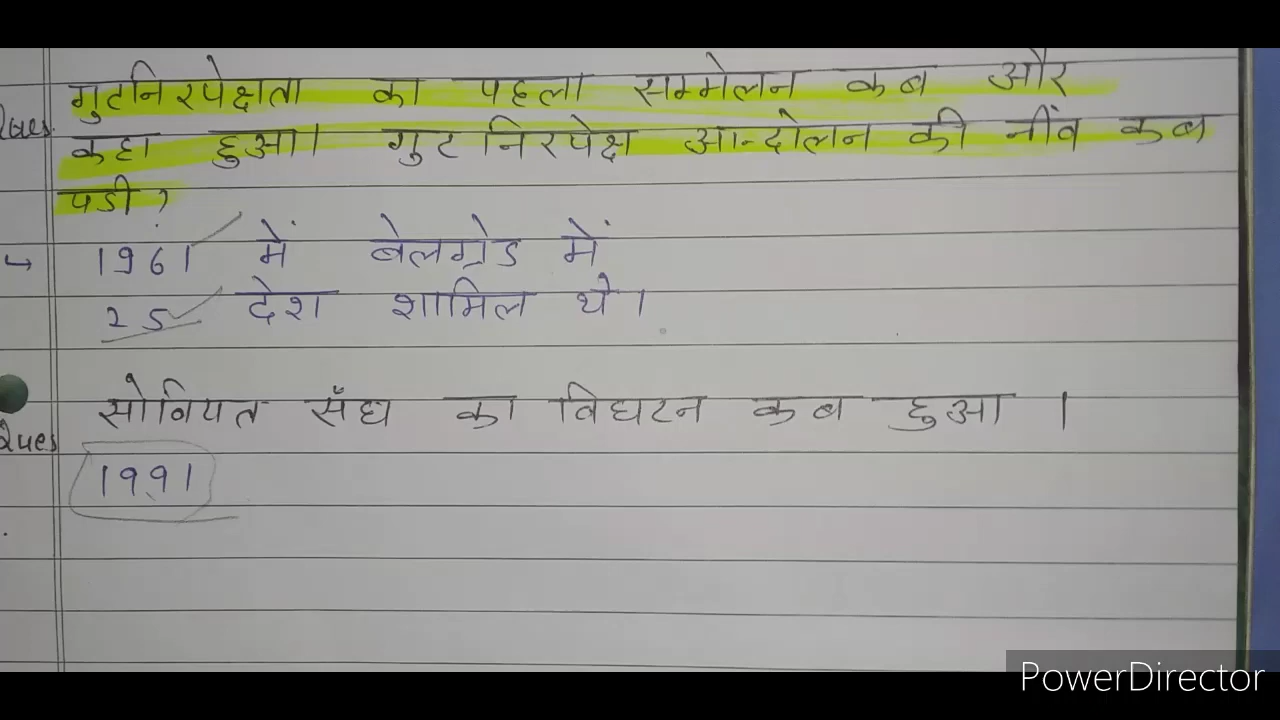 गुटनिरपेक्षता का पहला सम्मेलन कब और
Ques. कहा हुआ। गुट निरपेक्ष आन्दोलन की नींव कब
पडी ?
↳ 1961 में बेलग्रेड में
25 देश शामिल थे।
सोवियत सँघ का विघटन कब हुआ ।
Ques
1991
PowerDirector